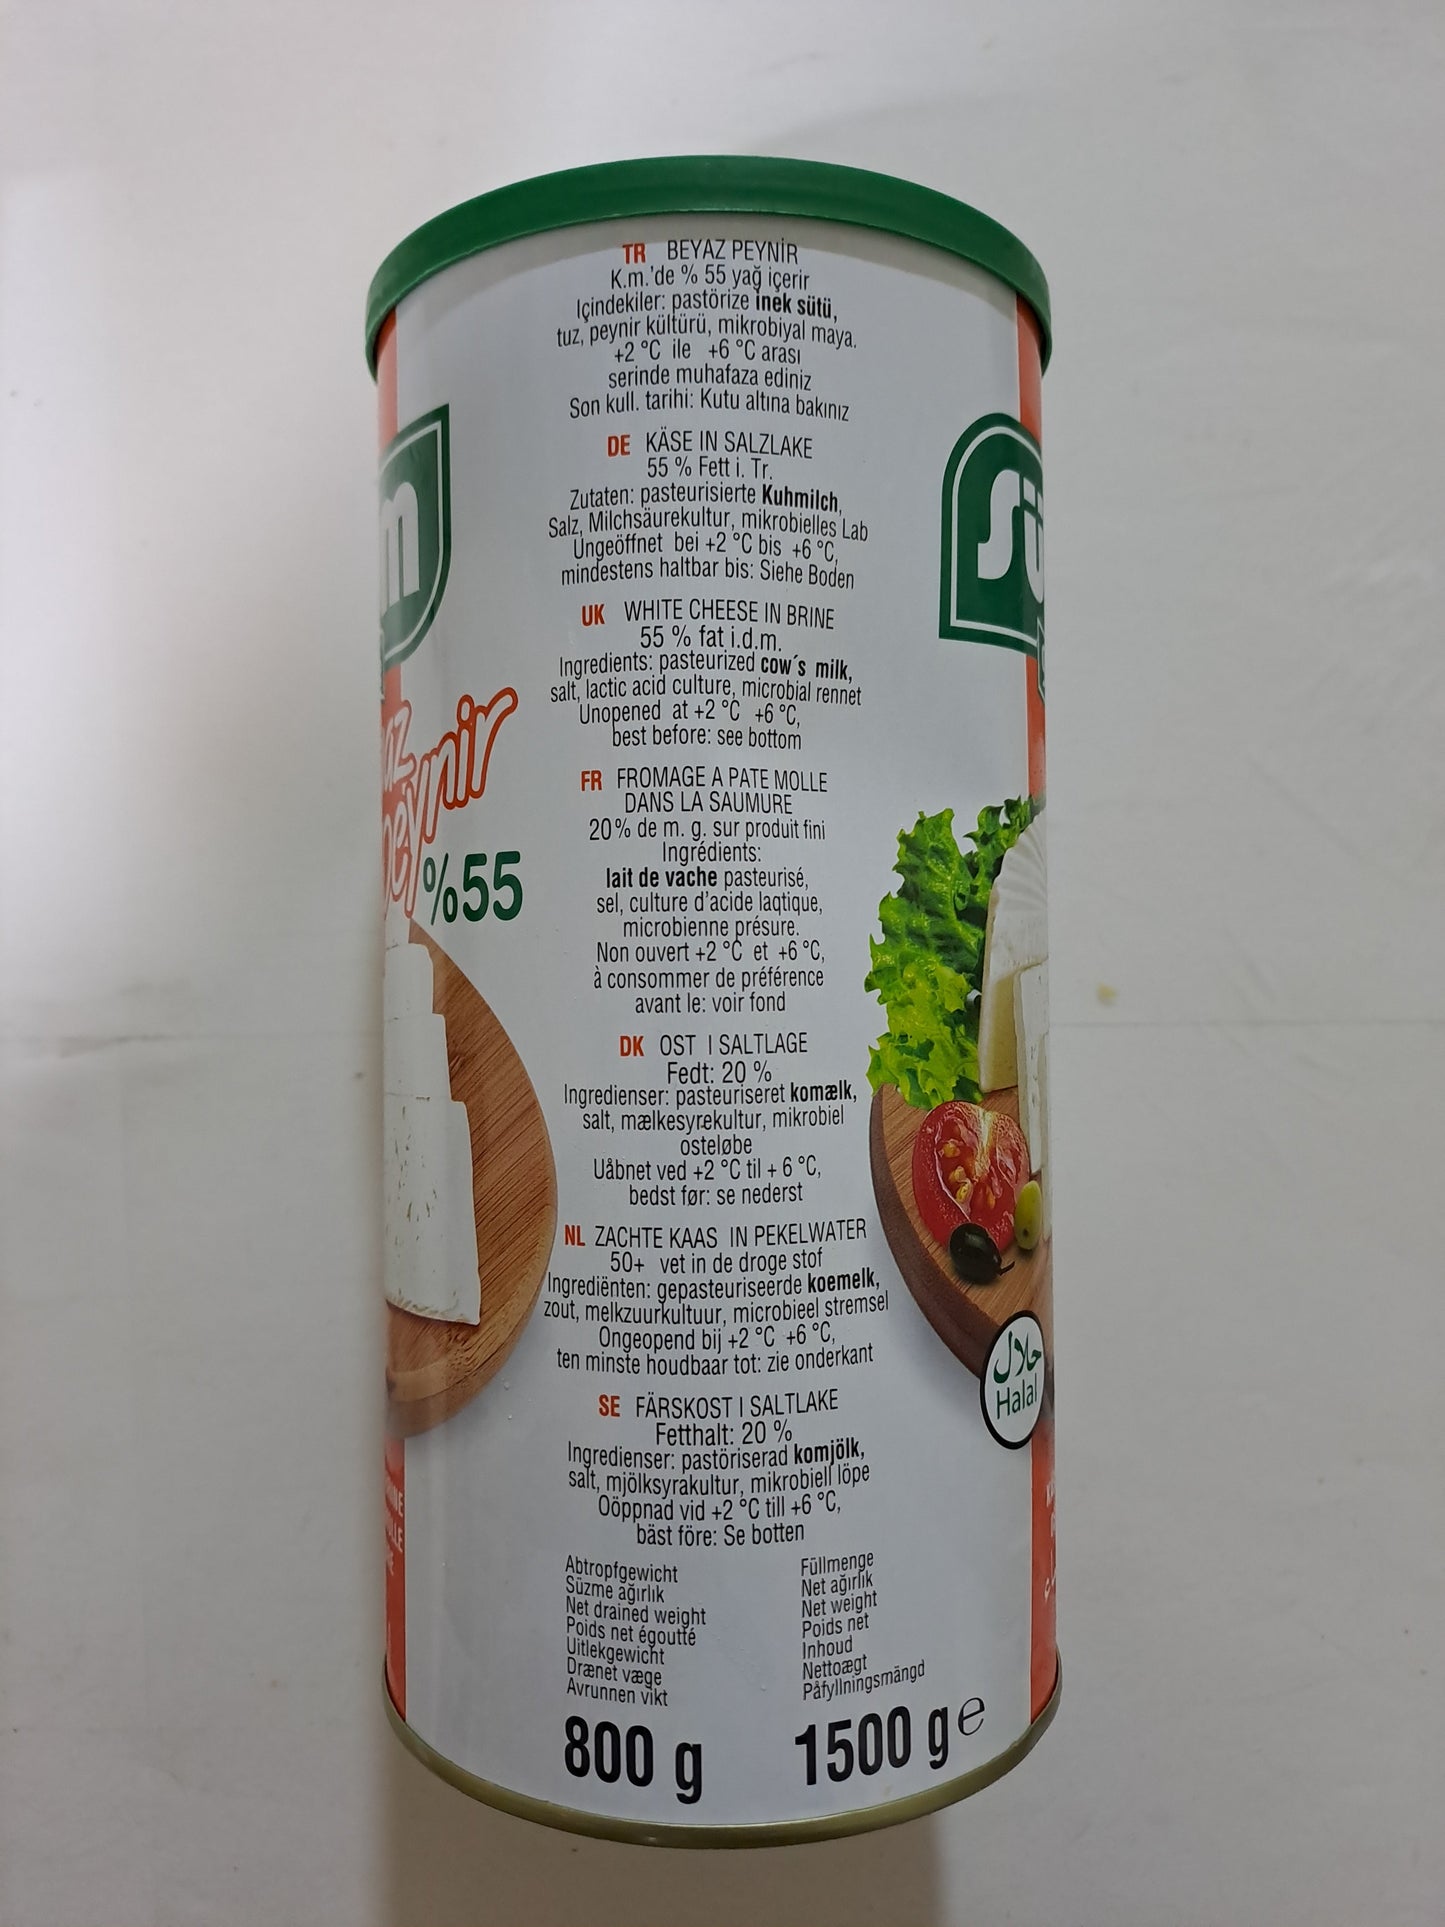 TR BEYAZ PEYNİR
K.m.'de % 55 yağ içerir
İçindekiler: pastörize inek sütü,
tuz, peynir kültürü, mikrobiyal maya.
+2 °C ile +6 °C arası
serinde muhafaza ediniz
Son kull. tarihi: Kutu altına bakınız
DE KÄSE IN SALZLAKE
55 % Fett i. Tr.
Zutaten: pasteurisierte Kuhmilch,
Salz, Milchsäurekultur, mikrobielles Lab
Ungeöffnet bei +2 °C bis +6 °C,
mindestens haltbar bis: Siehe Boden
UK WHITE CHEESE IN BRINE
55 % fat i.d.m.
Ingredients: pasteurized cow´s milk,
salt, lactic acid culture, microbial rennet
Unopened at +2 °C +6 °C,
best before: see bottom
FR FROMAGE A PATE MOLLE
DANS LA SAUMURE
20% de m. g. sur produit fini
Ingrédients:
lait de vache pasteurisé,
sel, culture d'acide laqtique,
microbienne présure.
Non ouvert +2 °C et +6 °C,
à consommer de préférence
avant le: voir fond
DK OST I SALTLAGE
Fedt: 20 %
Ingredienser: pasteuriseret komælk,
salt, mælkesyrekultur, mikrobiel
osteløbe
Uåbnet ved +2 °C til + 6 °C,
bedst før: se nederst
NL ZACHTE KAAS IN PEKELWATER
50+ vet in de droge stof
Ingrediënten: gepasteuriseerde koemelk,
zout, melkzuurkultuur, microbieel stremsel
Ongeopend bij +2 °C +6 °C,
ten minste houdbaar tot: zie onderkant
SE FÄRSKOST I SALTLAKE
Fetthalt: 20 %
Ingredienser: pastöriserad komjölk,
salt, mjölksyrakultur, mikrobiell löpe
Oöppnad vid +2 °C till +6 °C,
bäst före: Se botten
Abtropfgewicht
Süzme ağırlık
Net drained weight
Poids net égoutté
Uitlekgewicht
Drænet væge
Avrunnen vikt
800 g
Füllmenge
Net ağırlık
Net weight
Poids net
Inhoud
Nettoægt
Påfyllningsmängd
1500 g e
m
az
peynir
%55
sü
حلال
Halal